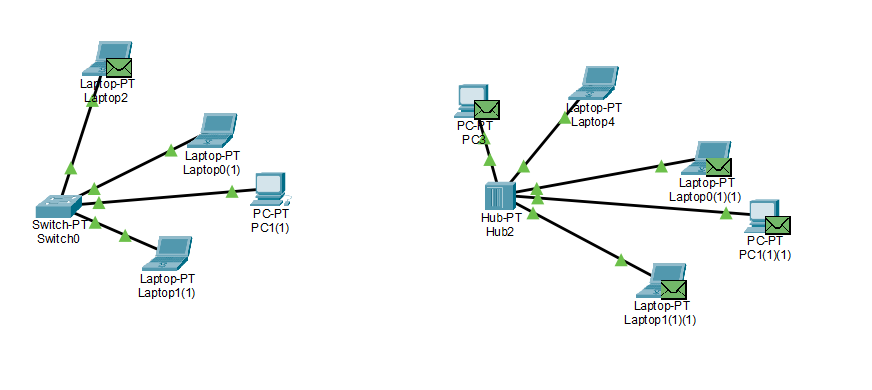 Laptop-PT
Laptop2
Laptop-PT
Laptop0(1)
PC-PT
PC1(1)
Switch-PT
Switch0
Laptop-PT
Laptop1(1)
PC-PT
PC3
Laptop-PT
Laptop4
Laptop-PT
Laptop0(1)(1)
Hub-PT
Hub2
PC-PT
PC1(1)(1)
Laptop-PT
Laptop1(1)(1)